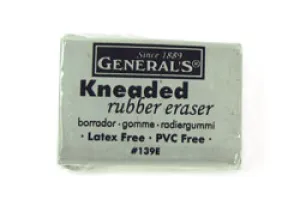 Since 1889
GENERAL'S®
Kneaded
rubber eraser
borrador · gomme · radiergummi
· Latex Free · PVC Free ·
#139E